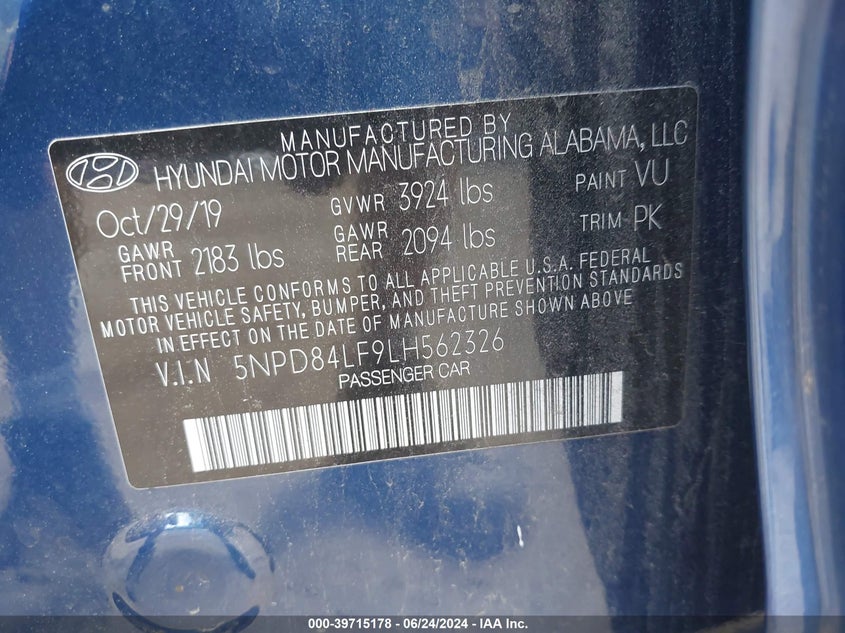 MANUFACTURED BY
HYUNDAI MOTOR MANUFACTURING ALABAMA, LLC
Oct/29/19 GVWR 3924 lbs PAINT VU
GAWR FRONT 2183 lbs GAWR REAR 2094 lbs TRIM PK
THIS VEHICLE CONFORMS TO ALL APPLICABLE U.S.A. FEDERAL
MOTOR VEHICLE SAFETY, BUMPER, AND THEFT PREVENTION STANDARDS
IN EFFECT ON THE DATE OF MANUFACTURE SHOWN ABOVE
V.I.N 5NPD84LF9LH562326
PASSENGER CAR
000-39715178 - 06/24/2024 - IAA Inc.